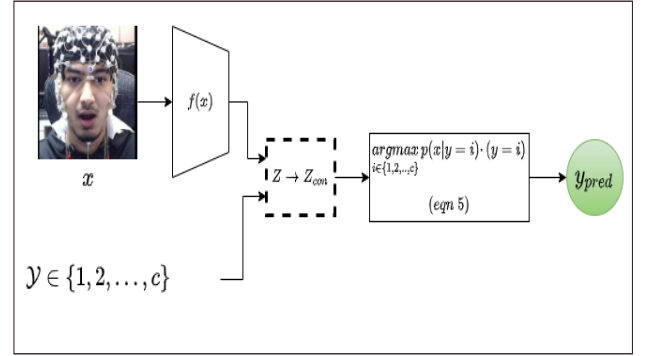 f(x)
x
Z → Z_con
argmax p(x|y = i)· (y = i)
i∈{1,2,..,c}
(eqn 5)
y_pred
𝒴 ∈ {1, 2, . . . , c}